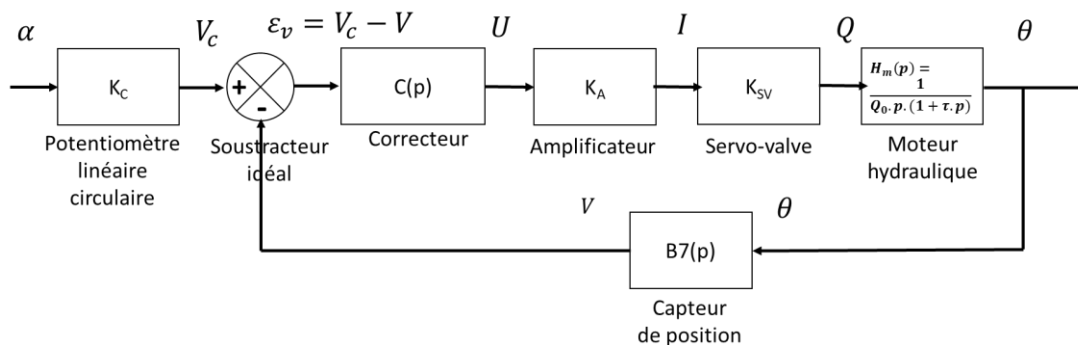 α
V_c
ε_v = V_c − V
U
I
Q
θ
K_C
+
-
C(p)
K_A
K_SV
H_m(p) =
1
Q_0.p.(1 + τ.p)
Potentiomètre
linéaire
circulaire
Soustracteur
idéal
Correcteur
Amplificateur
Servo-valve
Moteur
hydraulique
V
θ
B7(p)
Capteur
de position